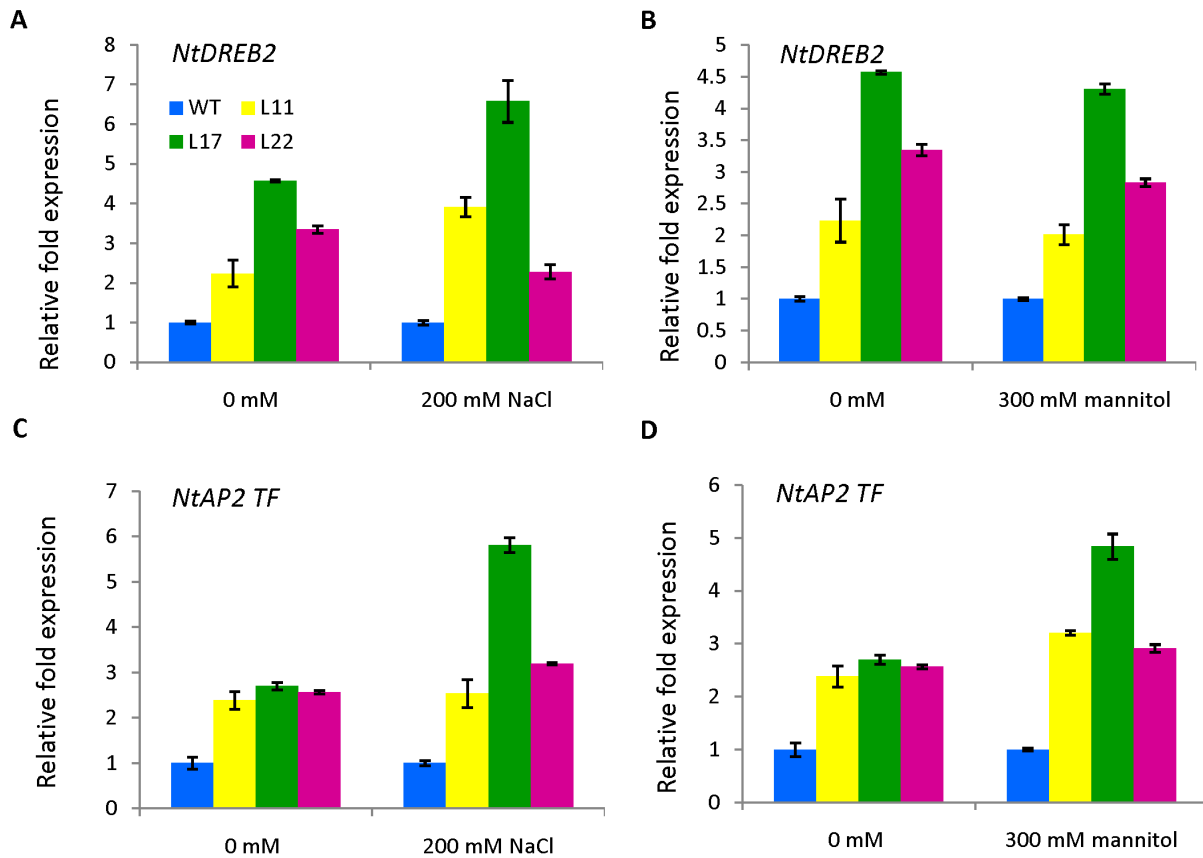 A
NtDREB2
WT
L11
L17
L22
Relative fold expression
8
7
6
5
4
3
2
1
0
0 mM
200 mM NaCl
B
NtDREB2
Relative fold expression
5
4.5
4
3.5
3
2.5
2
1.5
1
0.5
0
0 mM
300 mM mannitol
C
NtAP2 TF
Relative fold expression
7
6
5
4
3
2
1
0
0 mM
200 mM NaCl
D
NtAP2 TF
Relative fold expression
6
5
4
3
2
1
0
0 mM
300 mM mannitol